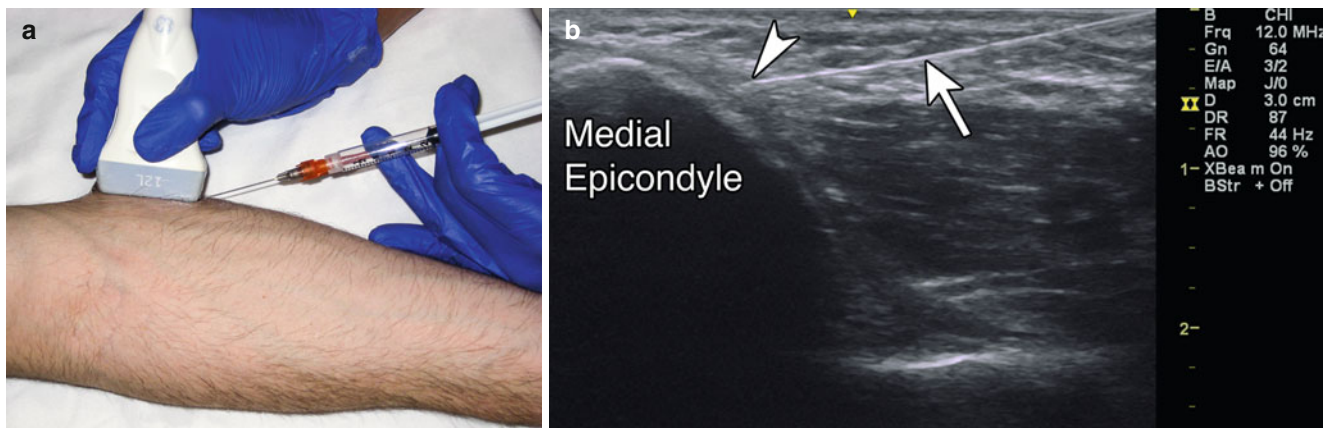 a
12L
b
Medial
Epicondyle
B CHI
Frq 12.0 MHz
Gn 64
E/A 3/2
Map J/0
D 3.0 cm
DR 87
FR 44 Hz
AO 96 %
XBeam On
BStr + Off
1
2